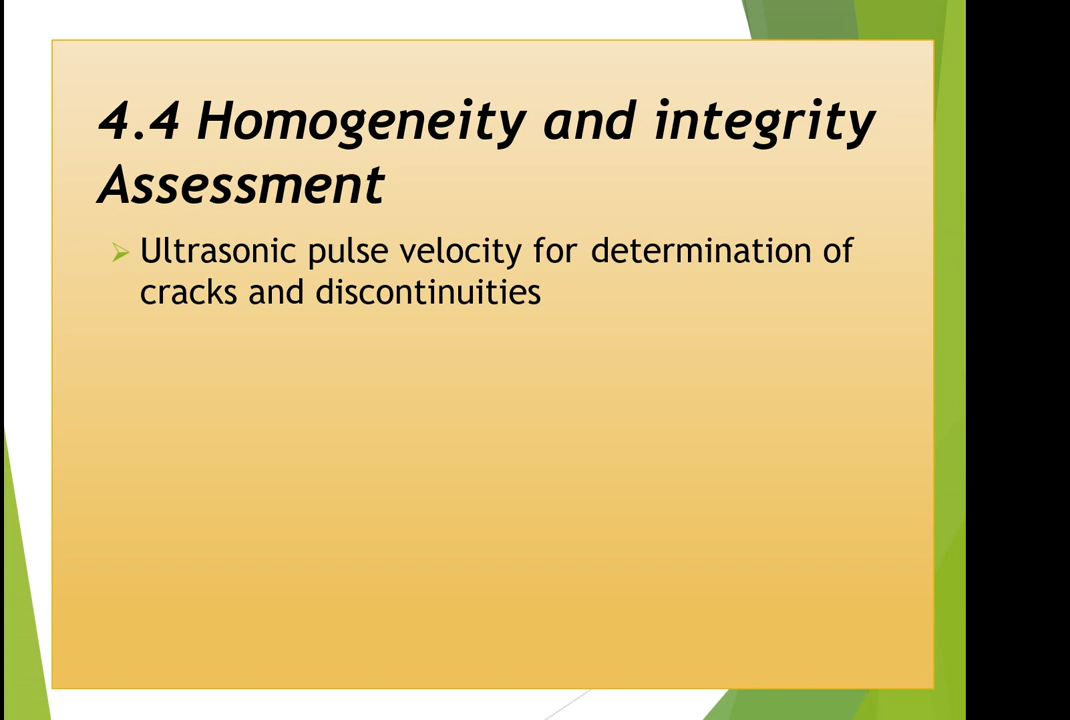 4.4 Homogeneity and integrity
Assessment
Ultrasonic pulse velocity for determination of
cracks and discontinuities